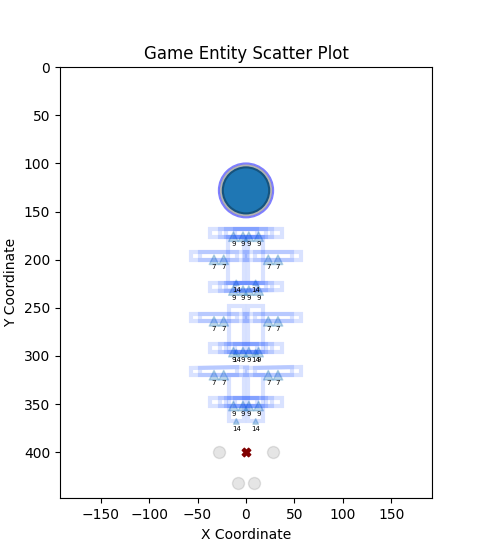 Game Entity Scatter Plot
0
50
100
150
9 9 9 9
200
7 7 7 7
14 14
9 9 9 9
250
7 7 7 7
300
9 14 9 9 14 9
7 7 7 7
350
9 9 9 9
14 14
400
Y Coordinate
−150 −100 −50 0 50 100 150
X Coordinate